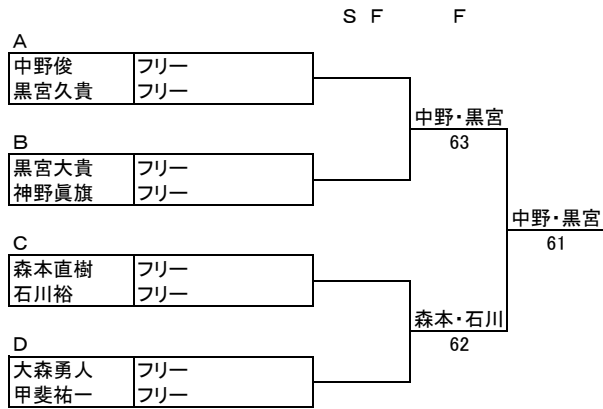 S F F
A
中野俊 フリー
黒宮久貴 フリー
中野・黒宮
63
B
黒宮大貴 フリー
神野眞旗 フリー
中野・黒宮
61
C
森本直樹 フリー
石川裕 フリー
森本・石川
62
D
大森勇人 フリー
甲斐祐一 フリー